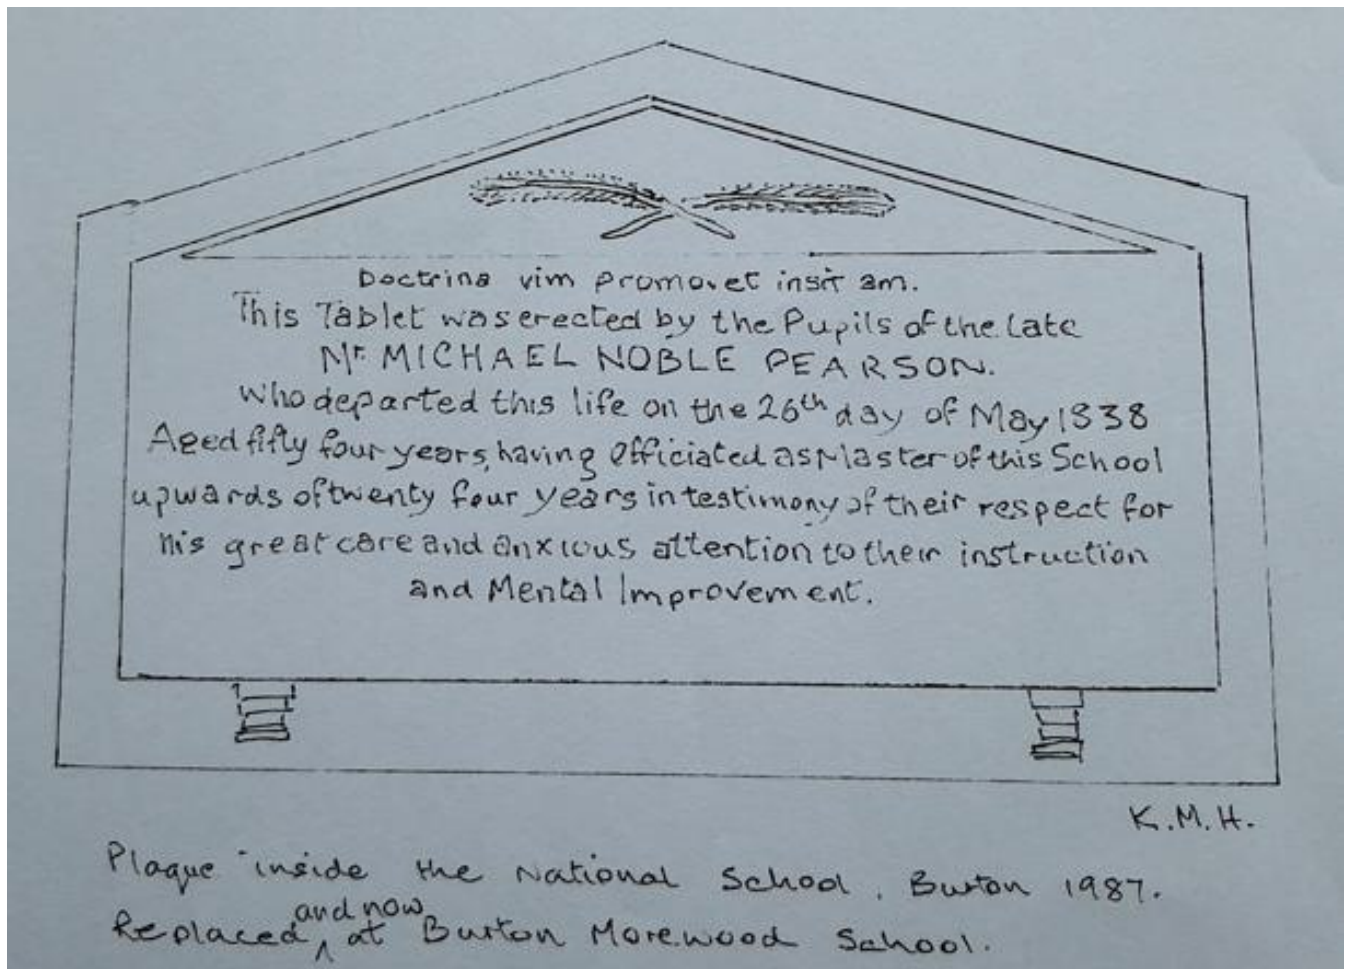 Doctrina vim promovet insit am.
This Tablet was erected by the Pupils of the Late
Mr. MICHAEL NOBLE PEARSON.
Who departed this life on the 26th day of May 1838
Aged fifty four years, having officiated as Master of this School
upwards of twenty four years in testimony of their respect for
his great care and anxious attention to their instruction
and Mental Improvement.
K.M.H.
Plaque inside the National School, Burton 1987.
Replaced and now at Burton Morewood School.